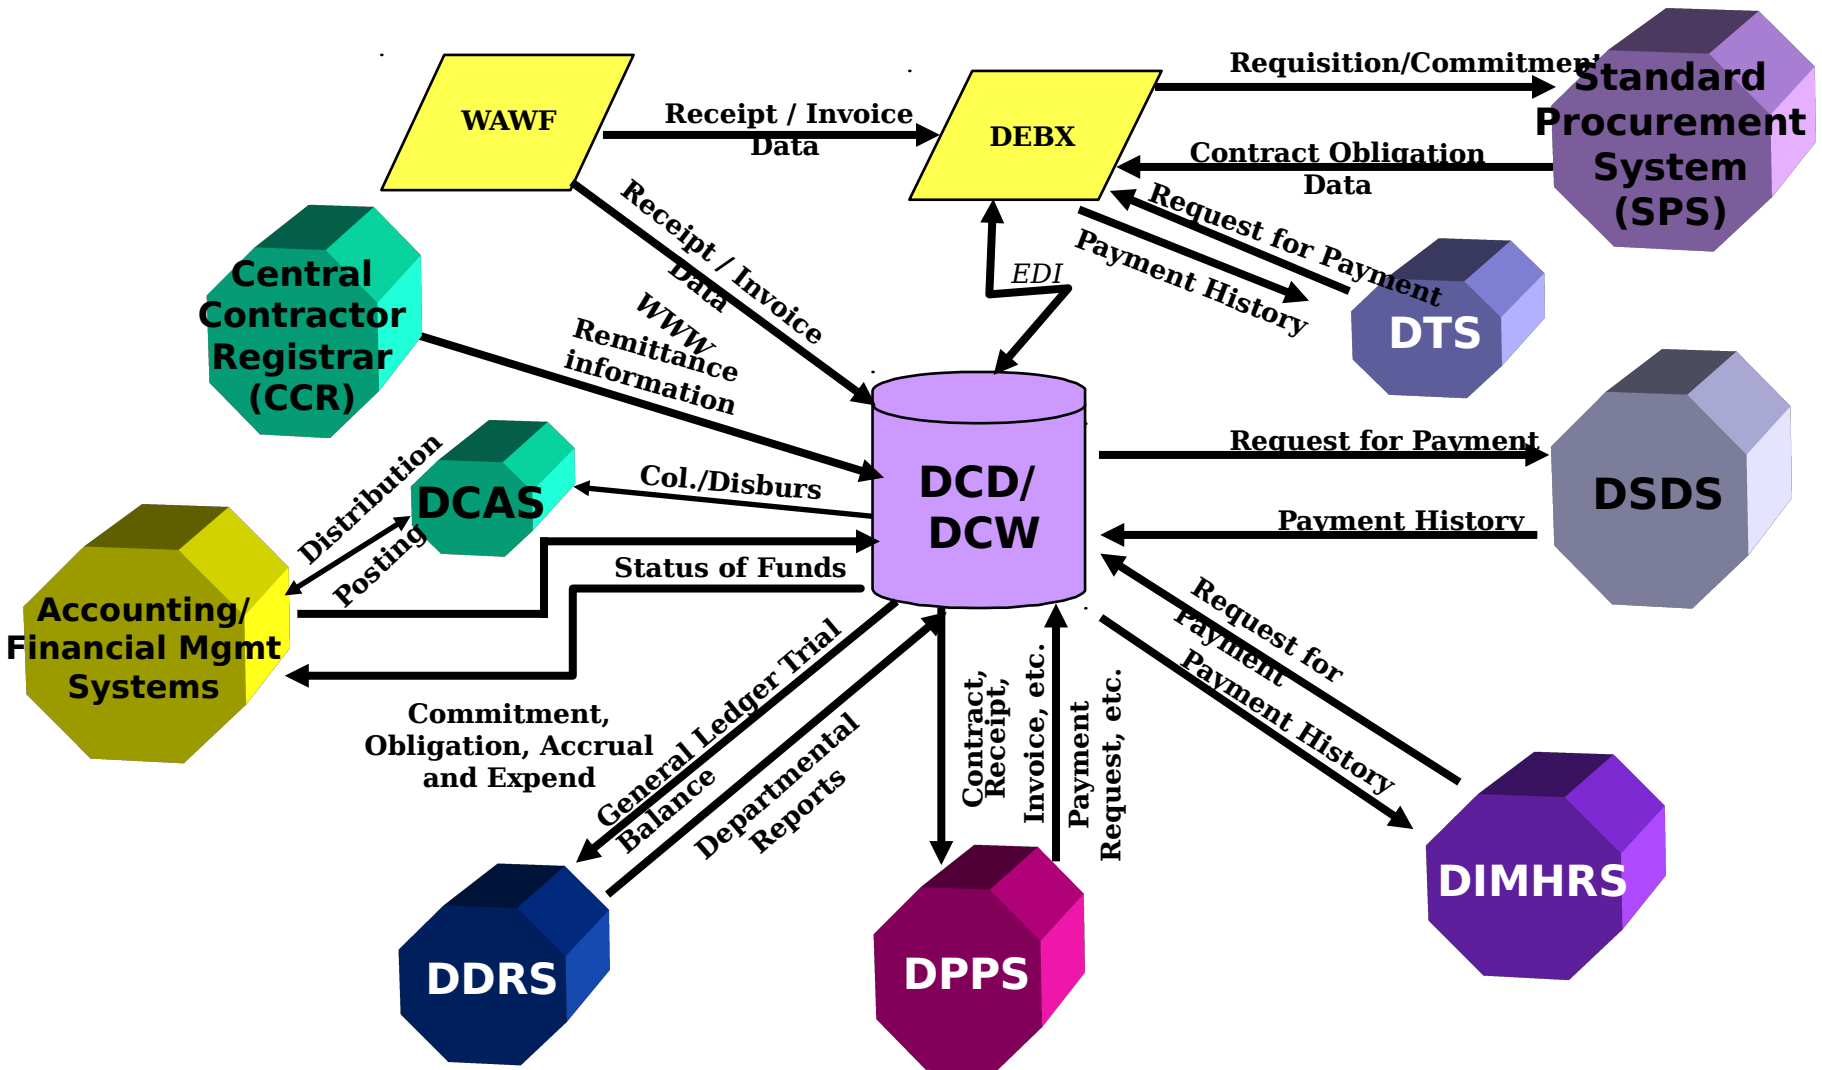 WAWF
Receipt / Invoice
Data
DEBX
Requisition/Commitment
Standard
Procurement
System
(SPS)
Contract Obligation
Data
Request for Payment
Payment History
DTS
EDI
Receipt / Invoice
Data
WWW
Central
Contractor
Registrar
(CCR)
Remittance
information
DCD/
DCW
Request for Payment
DSDS
Payment History
Distribution
Posting
DCAS
Col./Disburs
Status of Funds
Accounting/
Financial Mgmt
Systems
Commitment,
Obligation, Accrual
and Expend
General Ledger Trial
Balance
Departmental
Reports
Contract,
Receipt,
Invoice, etc.
Payment
Request, etc.
Request for
Payment
Payment History
DIMHRS
DDRS
DPPS